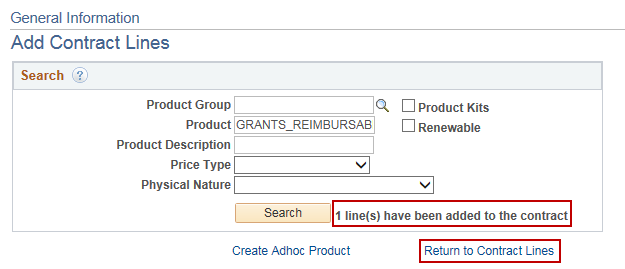 General Information
Add Contract Lines
Search ?
Product Group
Product Kits
Product GRANTS_REIMBURSAB
Renewable
Product Description
Price Type
Physical Nature
Search 1 line(s) have been added to the contract
Create Adhoc Product Return to Contract Lines